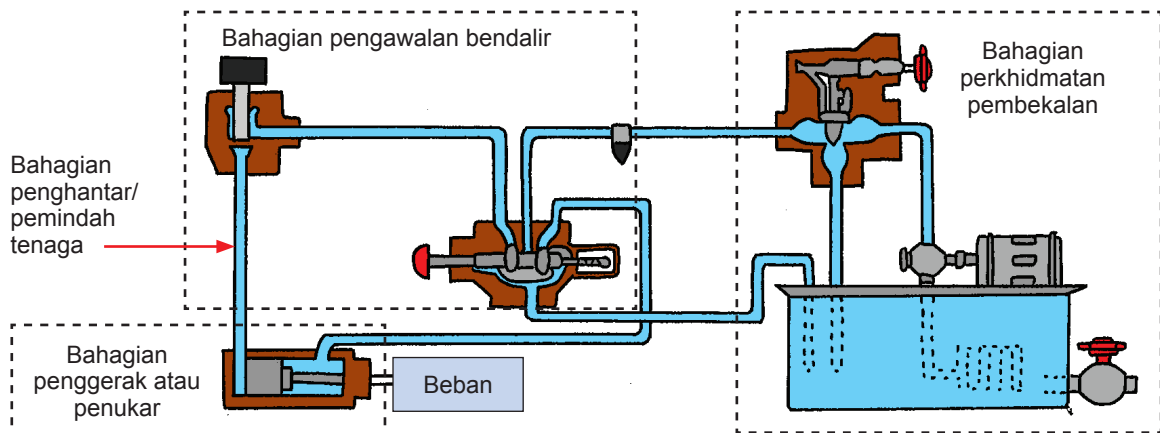 Bahagian pengawalan bendalir
Bahagian
perkhidmatan
pembekalan
Bahagian
penghantar/
pemindah
tenaga
Bahagian
penggerak atau
penukar
Beban